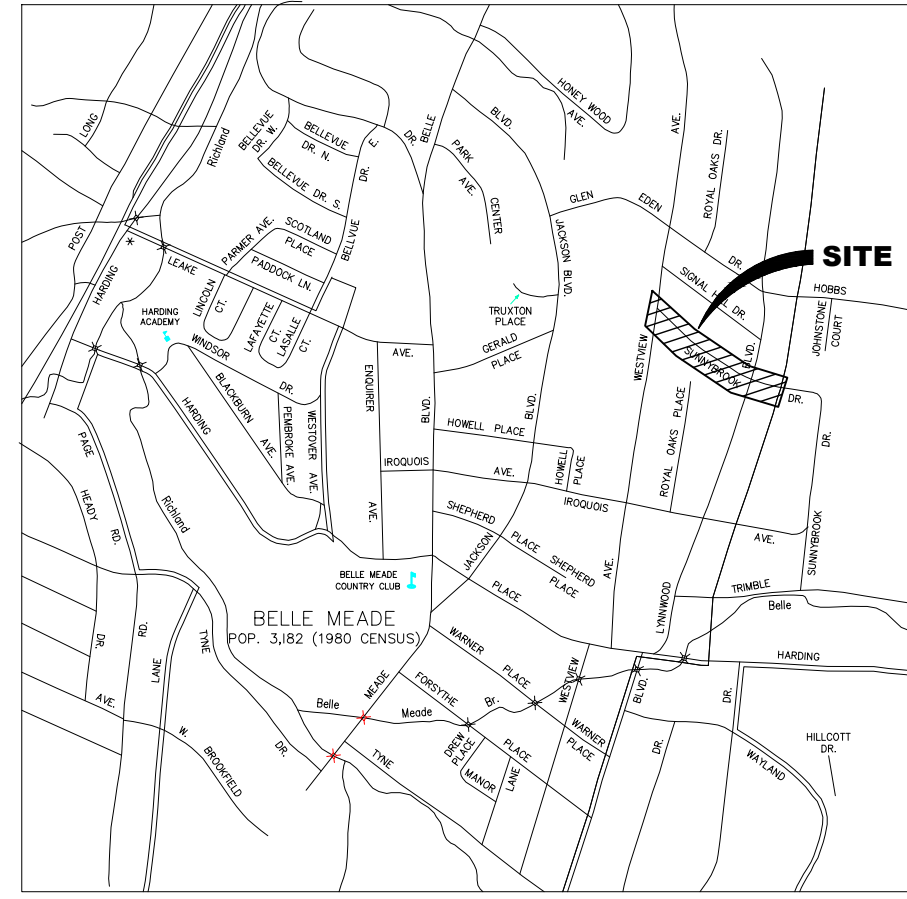 LONG
Richland
BELLEVUE
DR. W.
BELLEVUE
DR. N.
BELLEVUE DR. S.
DR. E.
BELLVUE
DR.
BELLE
BLVD.
HONEY WOOD
AVE.
AVE.
PARK
AVE.
CENTER
ROYAL OAKS DR.
GLEN
EDEN
DR.
JACKSON BLVD.
SITE
POST
HARDING
*
LEAKE
PARMER AVE.
SCOTLAND
PLACE
PADDOCK LN.
LINCOLN
CT.
LAFAYETTE
CT.
LASALLE
CT.
HARDING
ACADEMY
WINDSOR
DR.
TRUXTON
PLACE
GERALD
PLACE
SIGNAL HILL DR.
HOBBS
JOHNSTONE
COURT
WESTVIEW
SUNNYBROOK
DR.
BLVD.
AVE.
ENQUIRER
AVE.
BLVD.
BLVD.
BLACKBURN
AVE.
PEMBROKE AVE.
WESTOVER AVE.
HARDING
HOWELL PLACE
HOWELL
PLACE
ROYAL OAKS PLACE
DR.
IROQUOIS
AVE.
IROQUOIS
AVE.
PAGE
RD.
HEADY
DR.
Richland
SHEPHERD
PLACE
SHEPHERD
PLACE
JACKSON
PLACE
AVE.
LYNNWOOD
SUNNYBROOK
TRIMBLE
Belle
BELLE MEADE
COUNTRY CLUB
BELLE MEADE
POP. 3,182 (1980 CENSUS)
TYNE
RD.
LANE
AVE.
W.
BROOKFIELD
DR.
WARNER
PLACE
FORSYTHE
MEADE
Belle
Meade
Br.
WESTVIEW
WARNER
PLACE
HARDING
BLVD.
DR.
DR.
HILLCOTT
DR.
WAYLAND
TYNE
DREW
PLACE
MANOR
LANE
PLACE